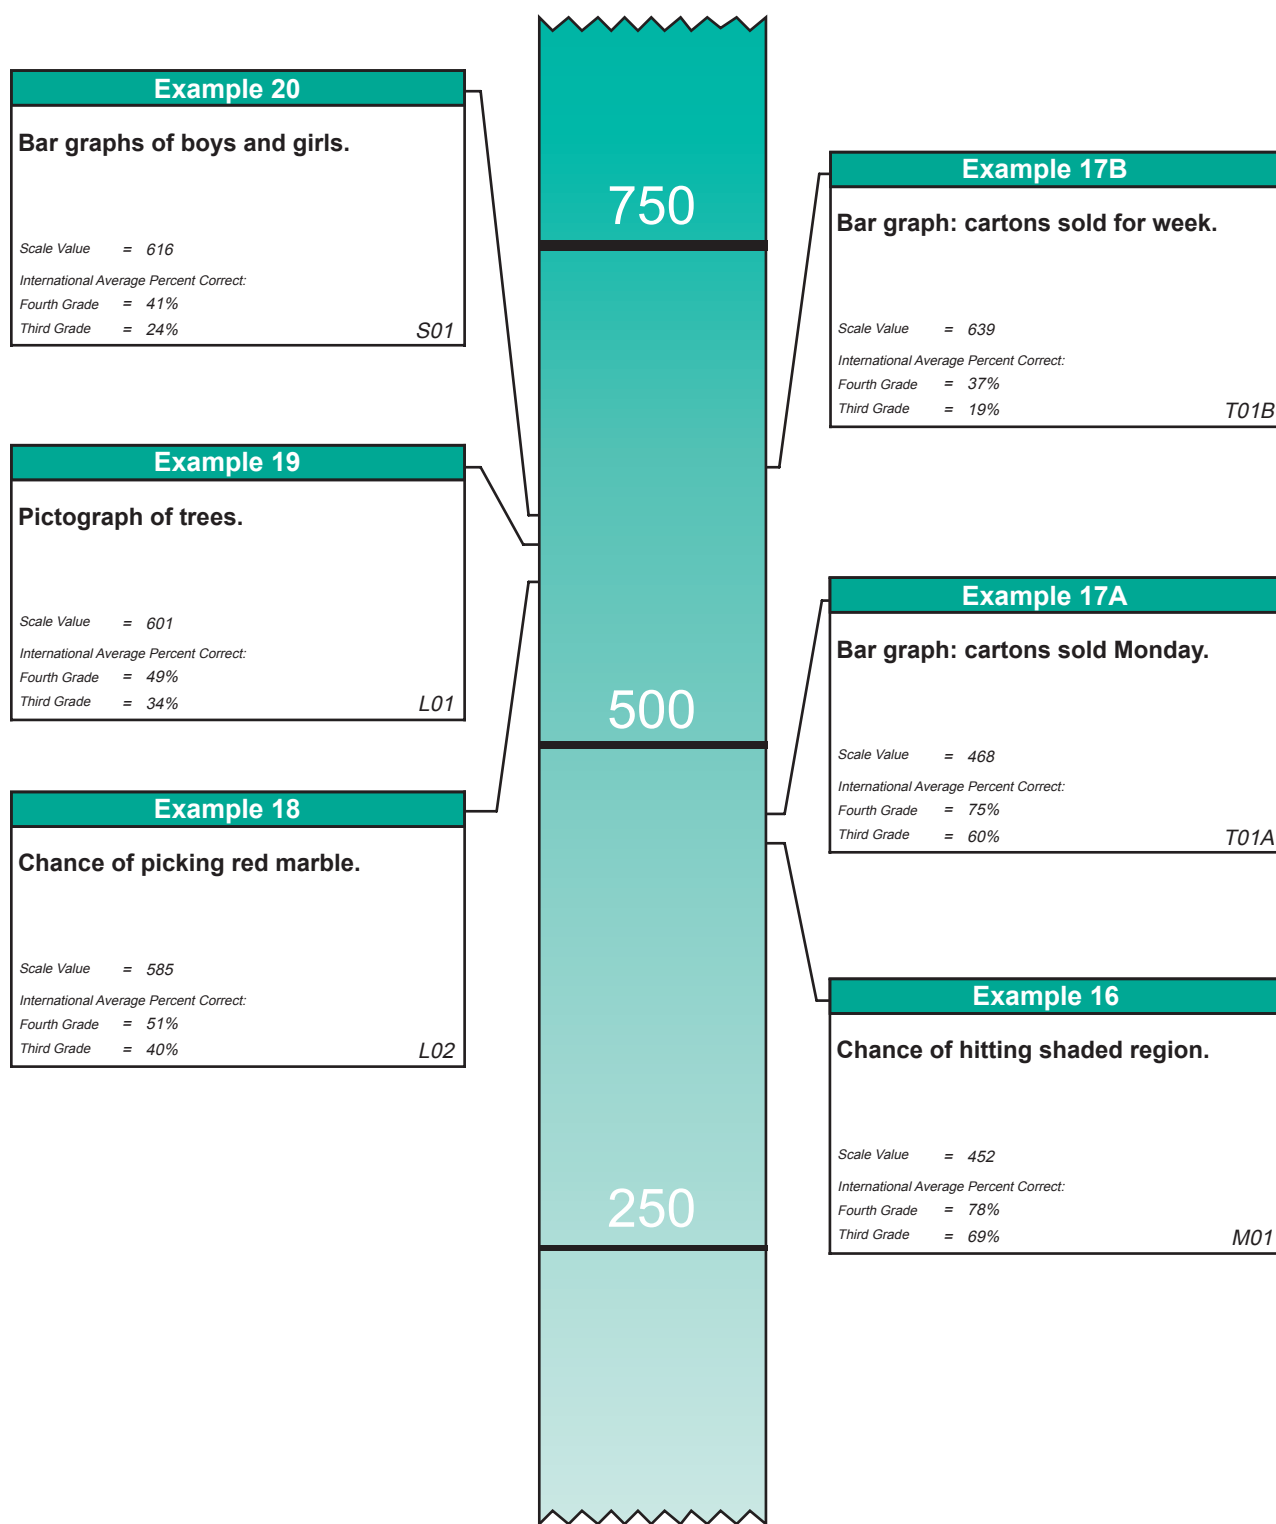 Example 20
Bar graphs of boys and girls.
Scale Value = 616
International Average Percent Correct:
Fourth Grade = 41%
Third Grade = 24%
S01
Example 19
Pictograph of trees.
Scale Value = 601
International Average Percent Correct:
Fourth Grade = 49%
Third Grade = 34%
L01
Example 18
Chance of picking red marble.
Scale Value = 585
International Average Percent Correct:
Fourth Grade = 51%
Third Grade = 40%
L02
750
500
250
Example 17B
Bar graph: cartons sold for week.
Scale Value = 639
International Average Percent Correct:
Fourth Grade = 37%
Third Grade = 19%
T01B
Example 17A
Bar graph: cartons sold Monday.
Scale Value = 468
International Average Percent Correct:
Fourth Grade = 75%
Third Grade = 60%
T01A
Example 16
Chance of hitting shaded region.
Scale Value = 452
International Average Percent Correct:
Fourth Grade = 78%
Third Grade = 69%
M01